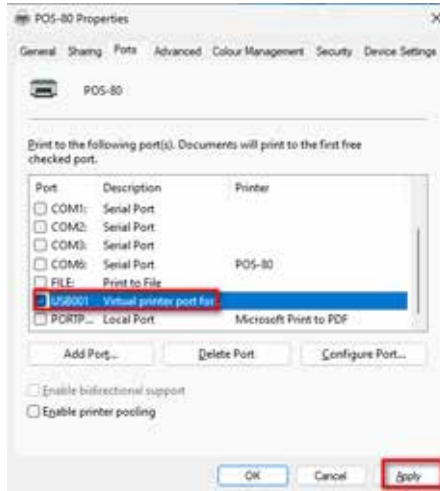 POS-80 Properties
General Sharing Ports Advanced Colour Management Security Device Settings
POS-80
Print to the following port(s). Documents will print to the first free
checked port.
Port Description Printer
COM1: Serial Port
COM2: Serial Port
COM3: Serial Port
COM6: Serial Port POS-80
FILE: Print to File
USB001 Virtual printer port for...
PORTP... Local Port Microsoft Print to PDF
Add Port... Delete Port Configure Port...
Enable bidirectional support
Enable printer pooling
OK Cancel Apply